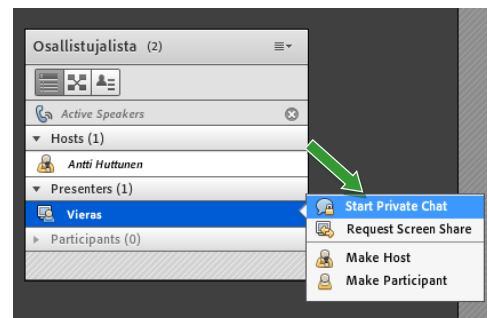 Osallistujalista (2)
Active Speakers
Hosts (1)
Antti Huttunen
Presenters (1)
Vieras
Participants (0)
Start Private Chat
Request Screen Share
Make Host
Make Participant